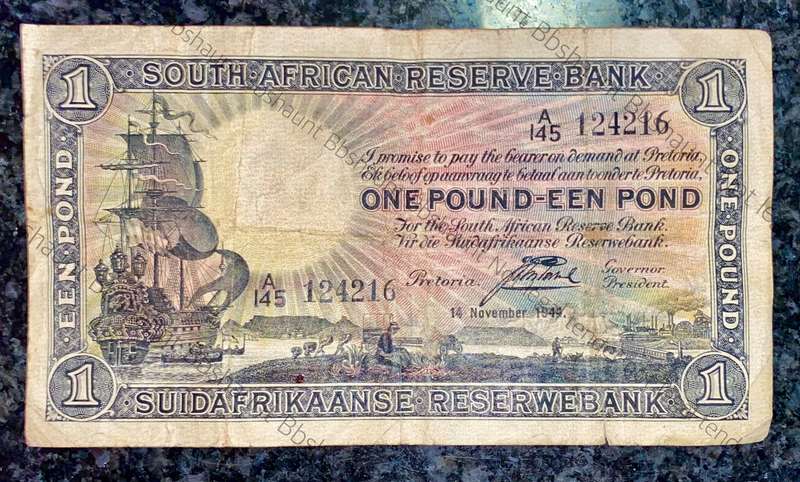 SOUTH·AFRICAN·RESERVE·BANK·
1
1
A/145 124216
I promise to pay the bearer on demand at Pretoria,
Ek beloof op aanvraag te betaal aan toonder te Pretoria,
ONE POUND-EEN POND
For the South African Reserve Bank.
Vir die Suidafrikaanse Reserwebank.
A/145 124216
Pretoria.
Governor
President.
14 November 1949.
·EEN·POND·
·ONE·POUND·
1
1
·SUIDAFRIKAANSE·RESERWEBANK·